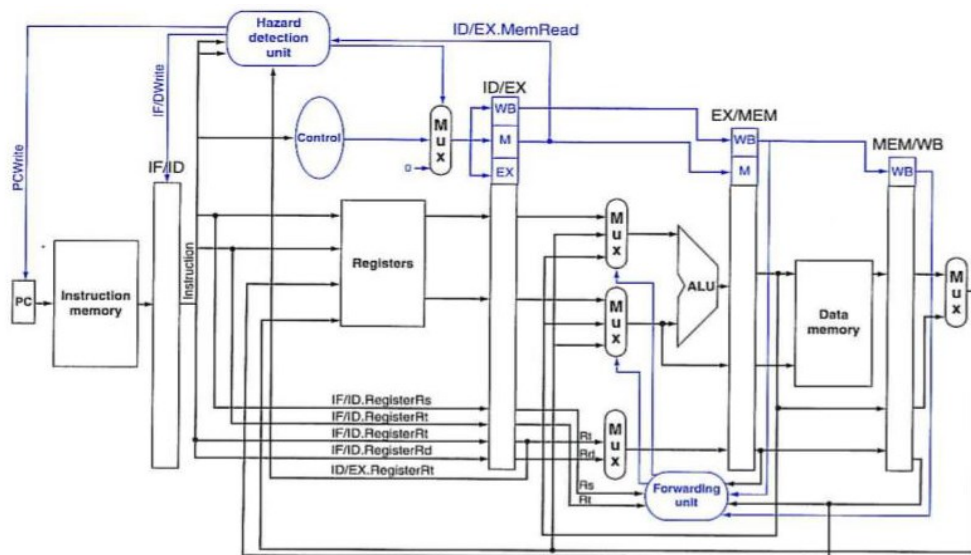 Hazard
detection
unit
ID/EX.MemRead
ID/EX
WB
M
EX
EX/MEM
WB
M
MEM/WB
WB
PCWrite
IF/DWrite
IF/ID
Control
0
M
u
x
PC
Instruction
memory
Instruction
Registers
M
u
x
M
u
x
ALU
Data
memory
M
u
x
IF/ID.RegisterRs
IF/ID.RegisterRt
IF/ID.RegisterRt
IF/ID.RegisterRd
ID/EX.RegisterRt
Rt
Rd
M
u
x
Rs
Rt
Forwarding
unit